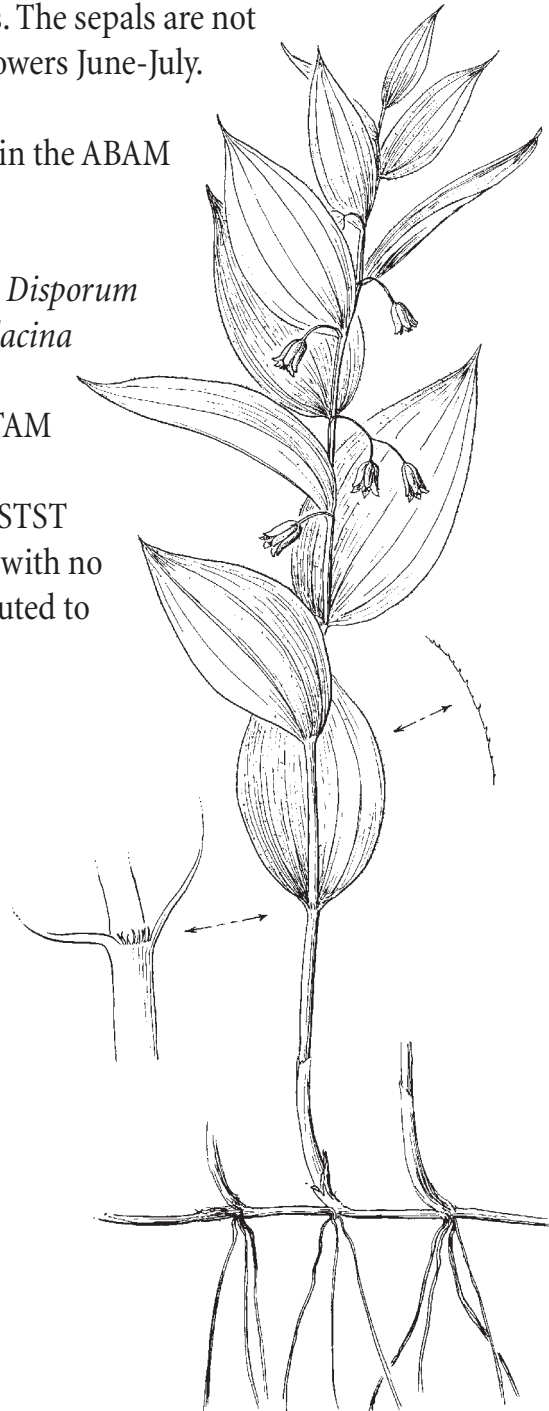 The sepals are not
owers June-July.
in the ABAM
Disporum
acina
TAM
STST
with no
uted to